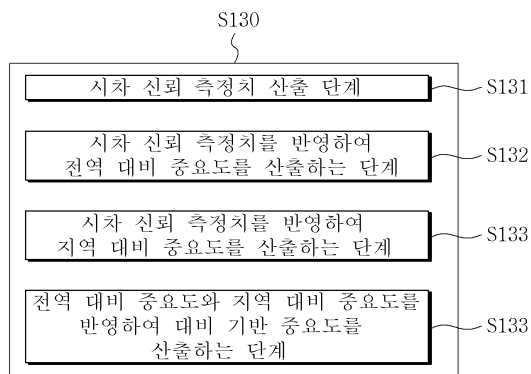 S130
시차 신뢰 측정치 산출 단계
S131
시차 신뢰 측정치를 반영하여
전역 대비 중요도를 산출하는 단계
S132
시차 신뢰 측정치를 반영하여
지역 대비 중요도를 산출하는 단계
S133
전역 대비 중요도와 지역 대비 중요도를
반영하여 대비 기반 중요도를
산출하는 단계
S133